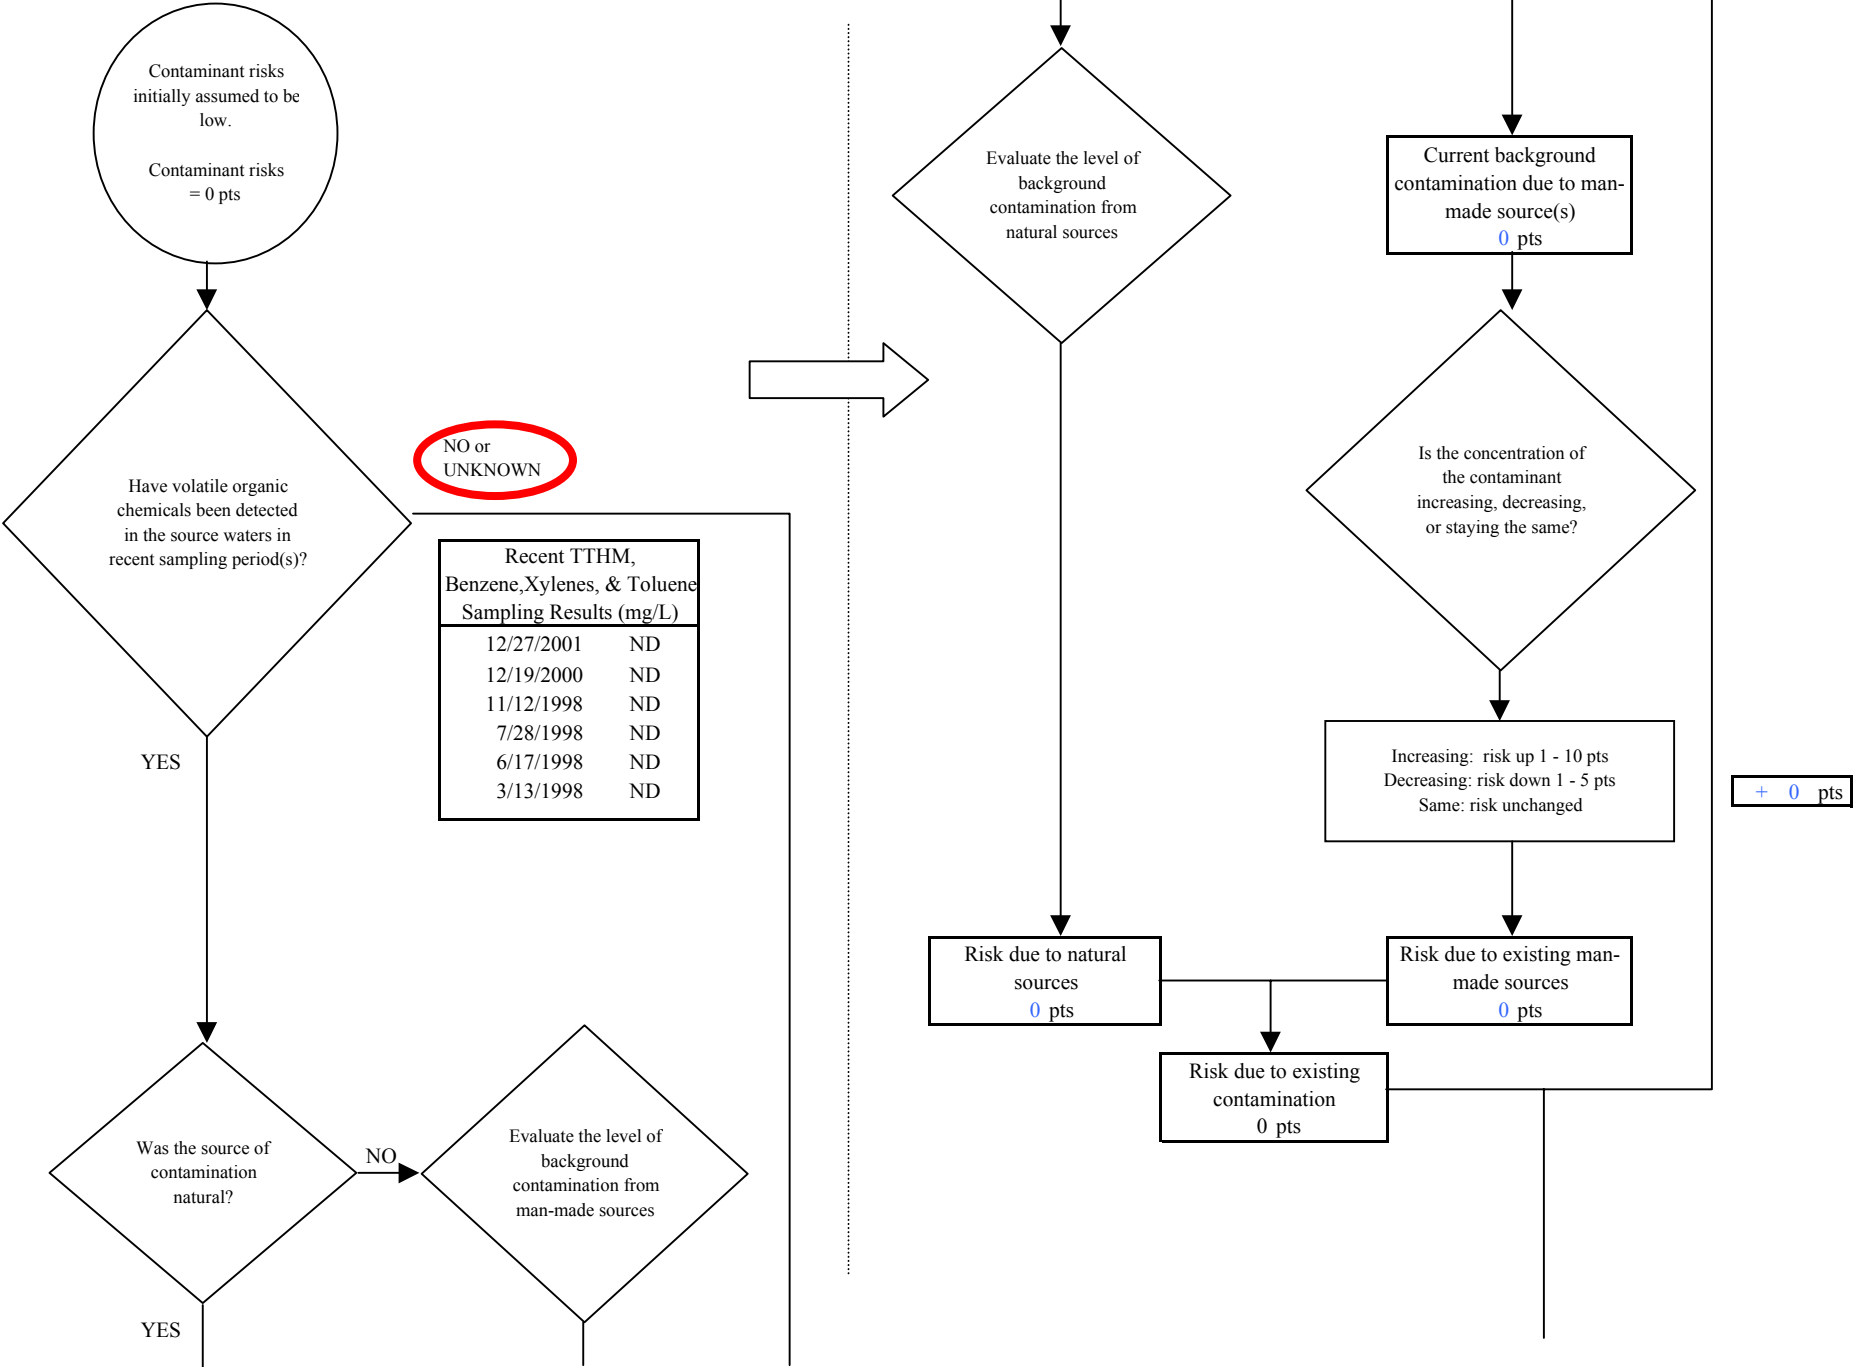 Contaminant risks
initially assumed to be
low.
Contaminant risks
= 0 pts
Have volatile organic
chemicals been detected
in the source waters in
recent sampling period(s)?
NO or
UNKNOWN
Recent TTHM,
Benzene,Xylenes, & Toluene
Sampling Results (mg/L)
12/27/2001 ND
12/19/2000 ND
11/12/1998 ND
7/28/1998 ND
6/17/1998 ND
3/13/1998 ND
YES
Was the source of
contamination
natural?
NO
Evaluate the level of
background
contamination from
man-made sources
YES
Evaluate the level of
background
contamination from
natural sources
Current background
contamination due to man-
made source(s)
0 pts
Is the concentration of
the contaminant
increasing, decreasing,
or staying the same?
Increasing: risk up 1 - 10 pts
Decreasing: risk down 1 - 5 pts
Same: risk unchanged
+ 0 pts
Risk due to natural
sources
0 pts
Risk due to existing man-
made sources
0 pts
Risk due to existing
contamination
0 pts